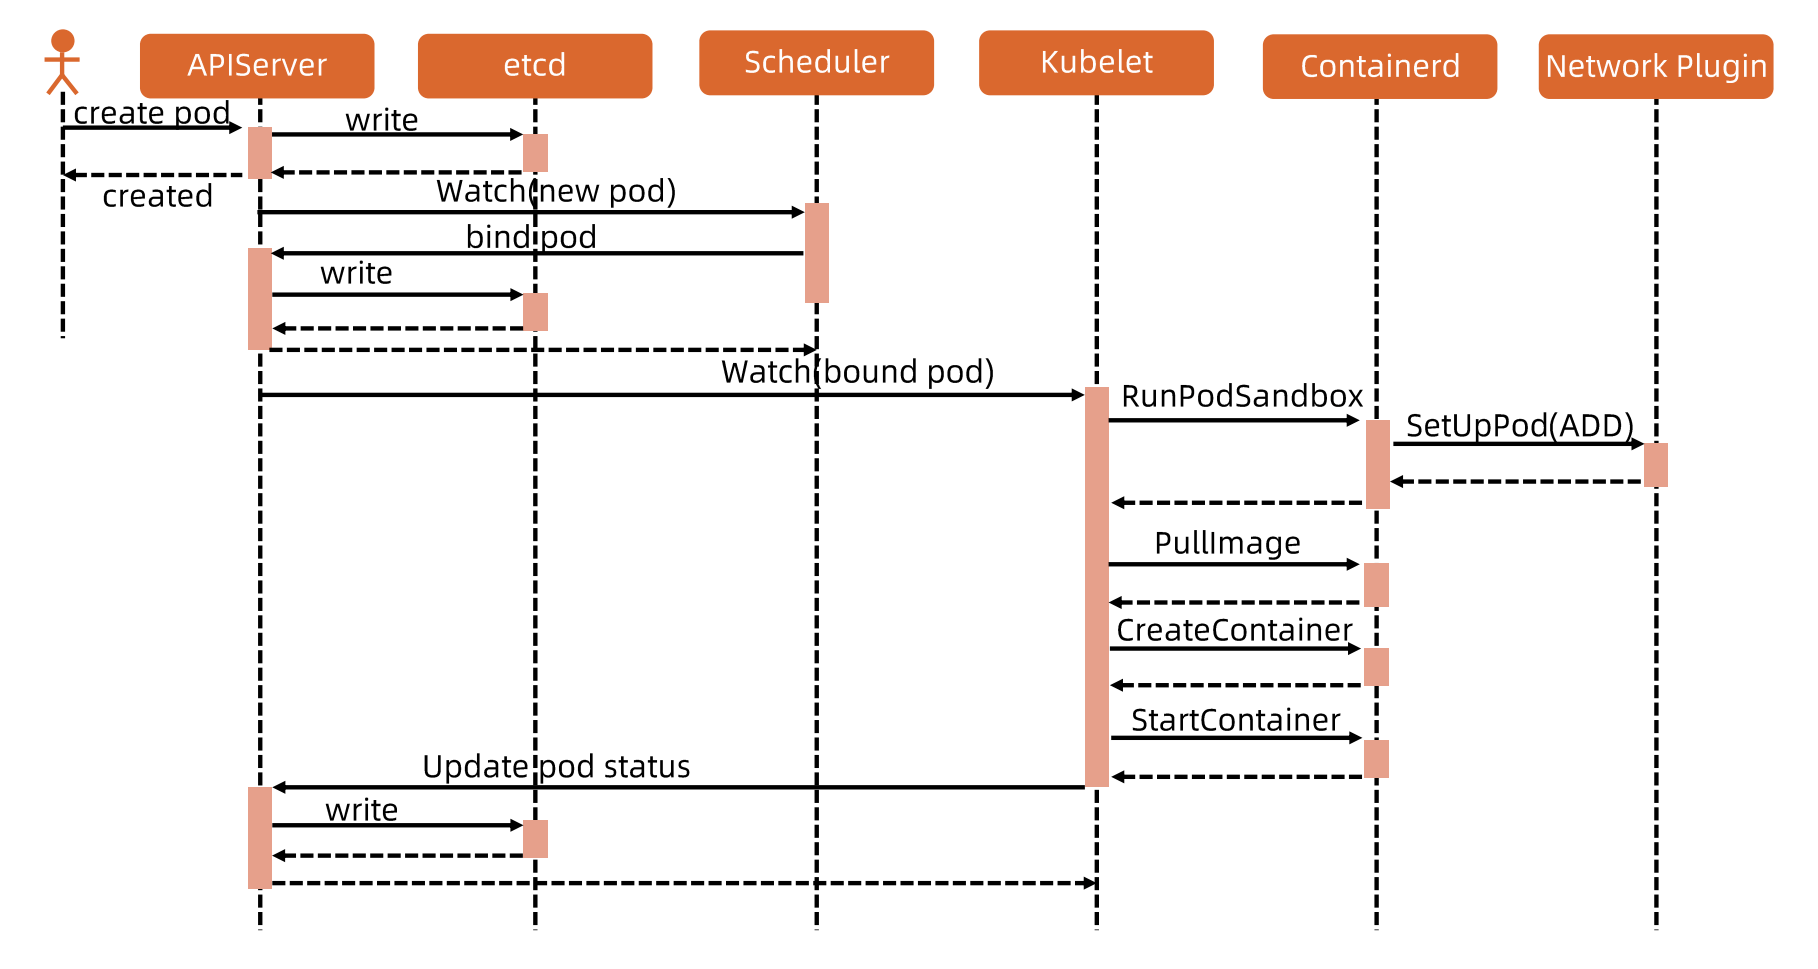 APIServer
etcd
Scheduler
Kubelet
Containerd
Network Plugin
create pod
write
created
Watch(new pod)
bind pod
write
Watch(bound pod)
RunPodSandbox
SetUpPod(ADD)
PullImage
CreateContainer
StartContainer
Update pod status
write